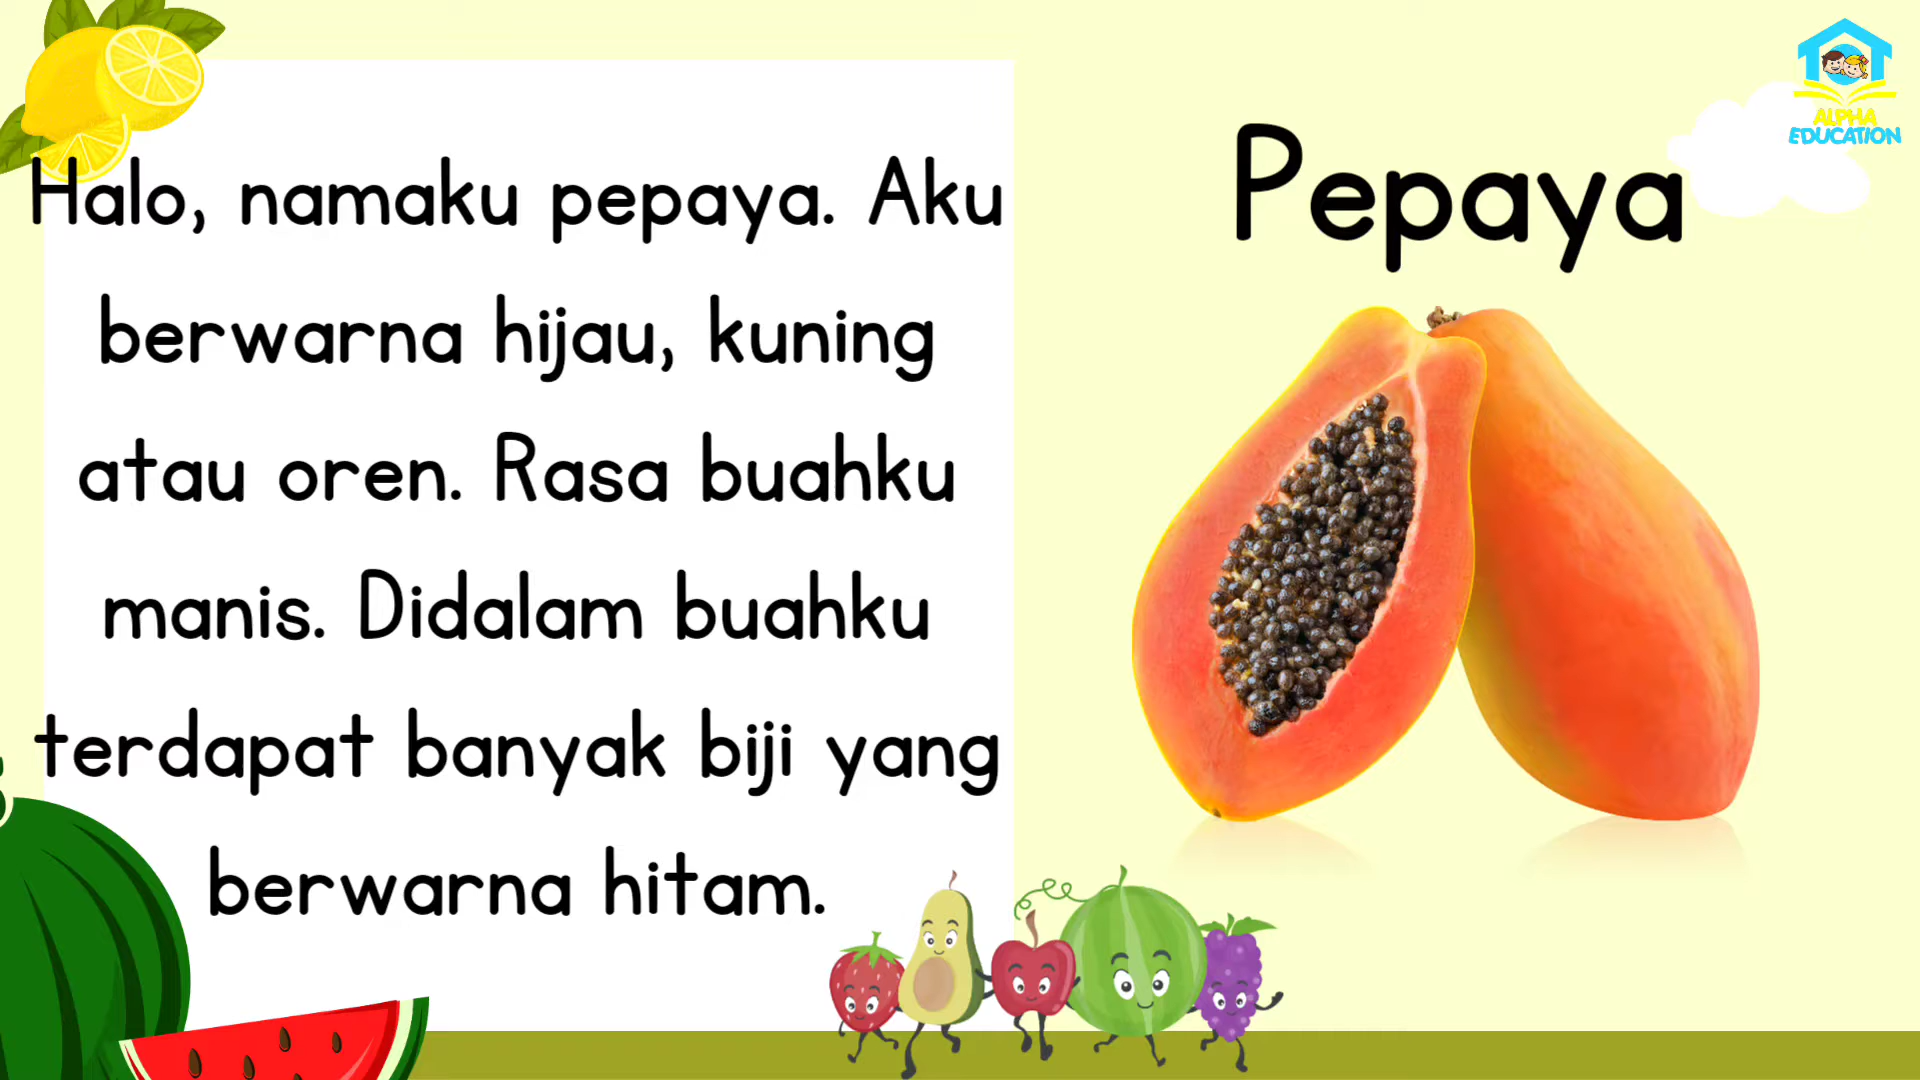 Halo, namaku pepaya. Aku
berwarna hijau, kuning
atau oren. Rasa buahku
manis. Didalam buahku
terdapat banyak biji yang
berwarna hitam.
Pepaya
ALPHA
EDUCATION